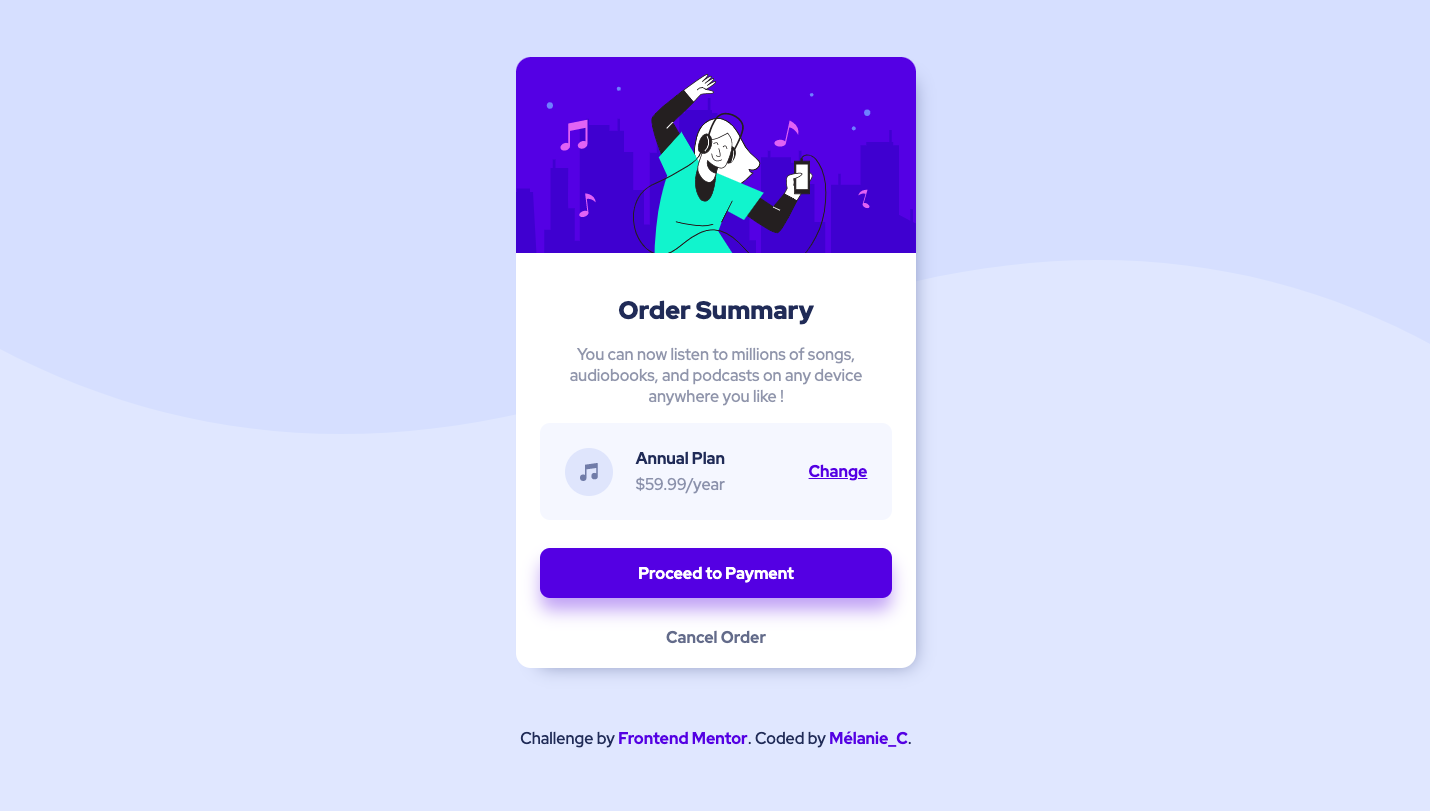 Order Summary
You can now listen to millions of songs,
audiobooks, and podcasts on any device
anywhere you like !
Annual Plan
$59.99/year
Change
Proceed to Payment
Cancel Order
Challenge by Frontend Mentor. Coded by Mélanie_C.